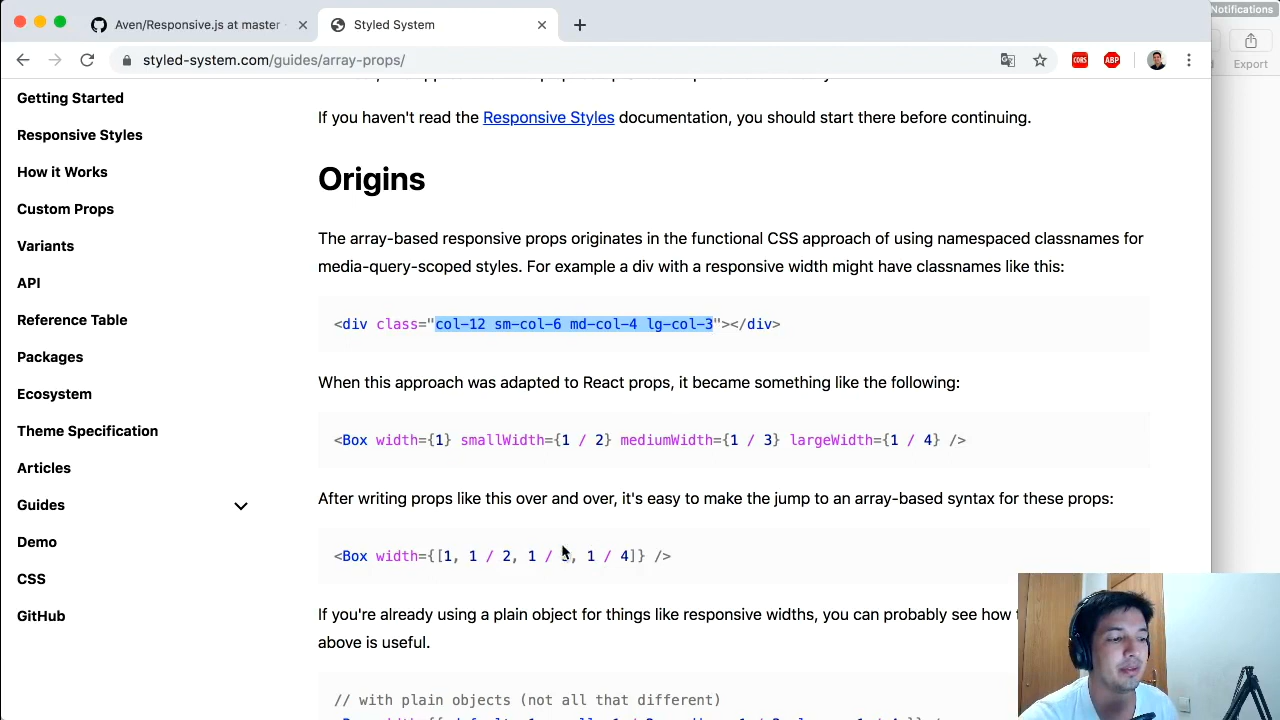 Aven/Responsive.js at master
Styled System
Notifications
styled-system.com/guides/array-props/
CORS
ABP
Export
Getting Started
Responsive Styles
How it Works
Custom Props
Variants
API
Reference Table
Packages
Ecosystem
Theme Specification
Articles
Guides
Demo
CSS
GitHub
If you haven't read the Responsive Styles documentation, you should start there before continuing.
Origins
The array-based responsive props originates in the functional CSS approach of using namespaced classnames for
media-query-scoped styles. For example a div with a responsive width might have classnames like this:
<div class="col-12 sm-col-6 md-col-4 lg-col-3"></div>
When this approach was adapted to React props, it became something like the following:
<Box width={1} smallWidth={1 / 2} mediumWidth={1 / 3} largeWidth={1 / 4} />
After writing props like this over and over, it's easy to make the jump to an array-based syntax for these props:
<Box width={[1, 1 / 2, 1 / , 1 / 4]} />
If you're already using a plain object for things like responsive widths, you can probably see how
above is useful.
// with plain objects (not all that different)